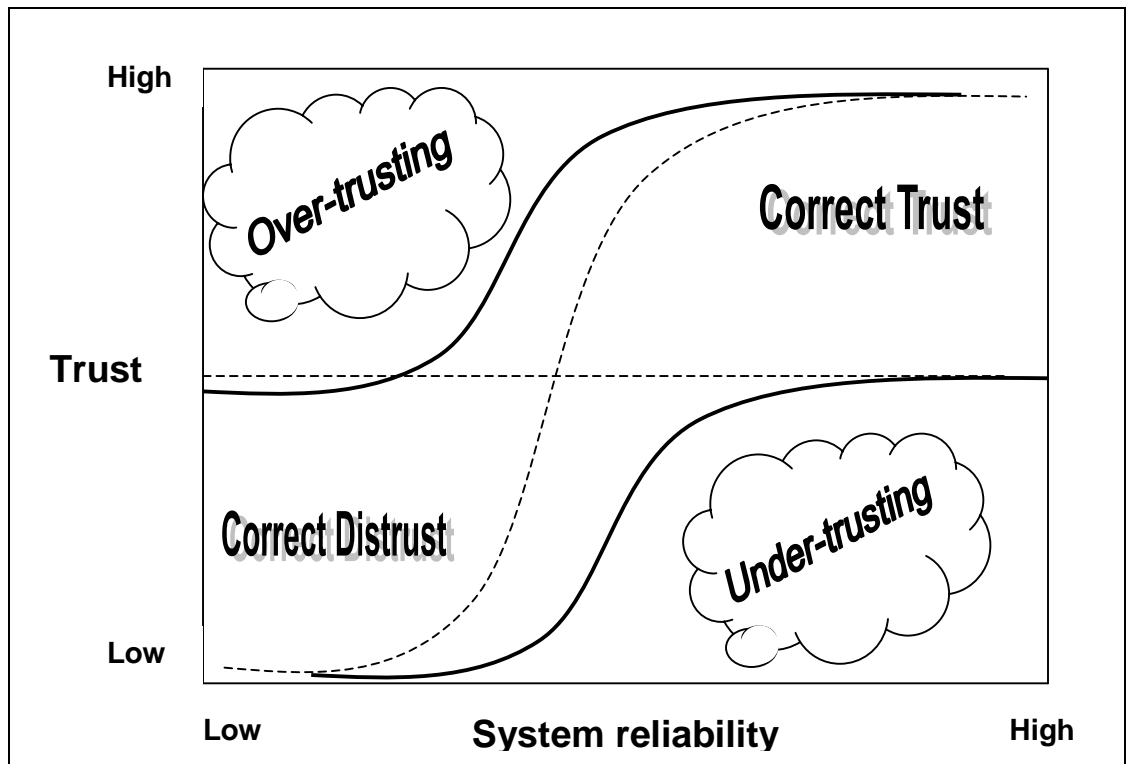 High
Over-trusting
Correct Trust
Trust
Correct Distrust
Under-trusting
Low
Low
System reliability
High